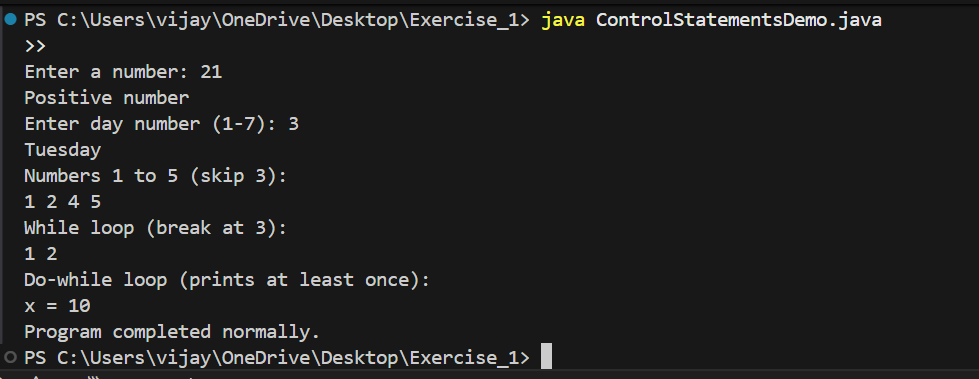 PS C:\Users\vijay\OneDrive\Desktop\Exercise_1> java ControlStatementsDemo.java
>>
Enter a number: 21
Positive number
Enter day number (1-7): 3
Tuesday
Numbers 1 to 5 (skip 3):
1 2 4 5
While loop (break at 3):
1 2
Do-while loop (prints at least once):
x = 10
Program completed normally.
PS C:\Users\vijay\OneDrive\Desktop\Exercise_1>